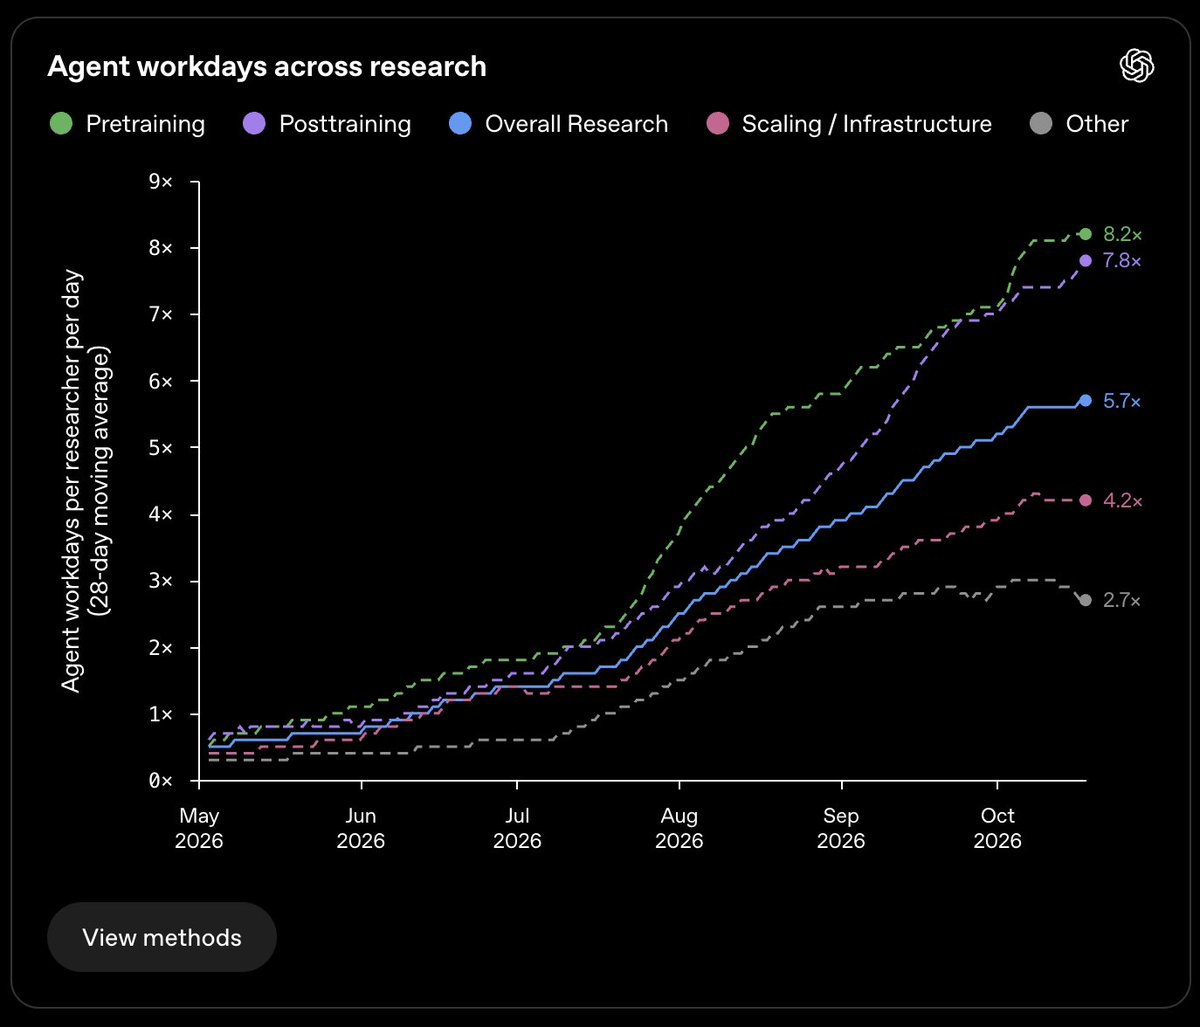 Agent workdays across research
Pretraining
Posttraining
Overall Research
Scaling / Infrastructure
Other
Agent workdays per researcher per day
(28-day moving average)
9×
8×
7×
6×
5×
4×
3×
2×
1×
0×
8.2×
7.8×
5.7×
4.2×
2.7×
May
2026
Jun
2026
Jul
2026
Aug
2026
Sep
2026
Oct
2026
View methods